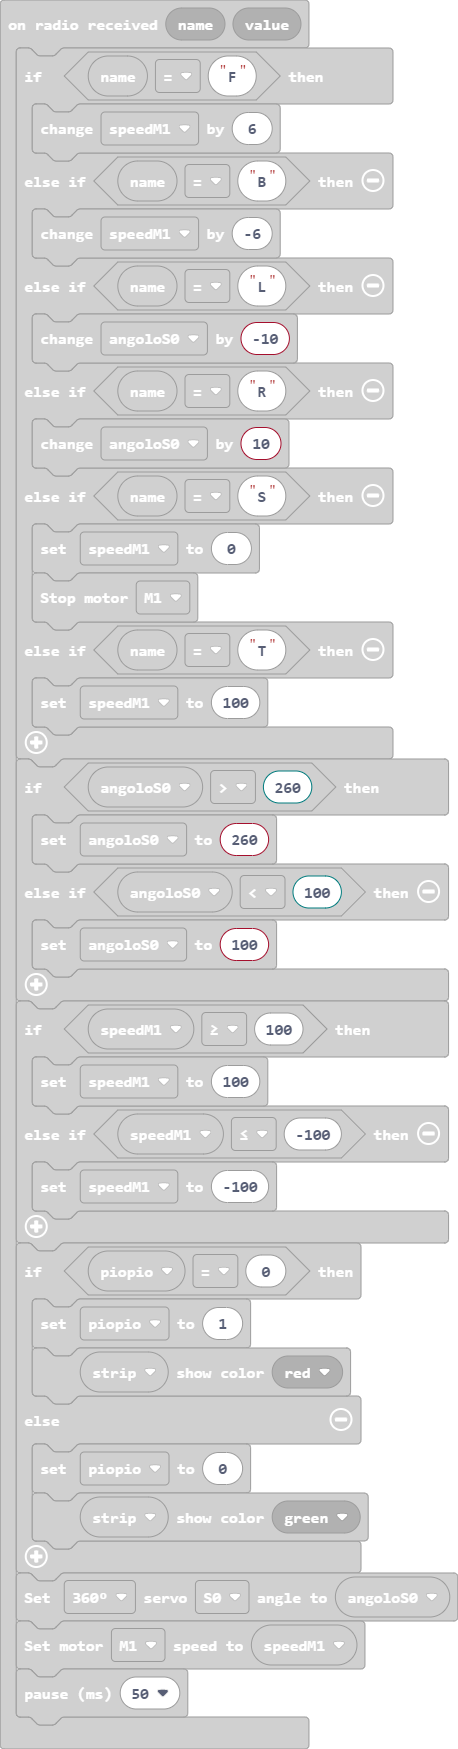 on radio received name value
if name = "F" then
change speedM1 by 6
else if name = "B" then
change speedM1 by -6
else if name = "L" then
change angoloS0 by -10
else if name = "R" then
change angoloS0 by 10
else if name = "S" then
set speedM1 to 0
Stop motor M1
else if name = "T" then
set speedM1 to 100
if angoloS0 > 260 then
set angoloS0 to 260
else if angoloS0 < 100 then
set angoloS0 to 100
if speedM1 ≥ 100 then
set speedM1 to 100
else if speedM1 ≤ -100 then
set speedM1 to -100
if piopio = 0 then
set piopio to 1
strip show color red
else
set piopio to 0
strip show color green
Set 360° servo S0 angle to angoloS0
Set motor M1 speed to speedM1
pause (ms) 50